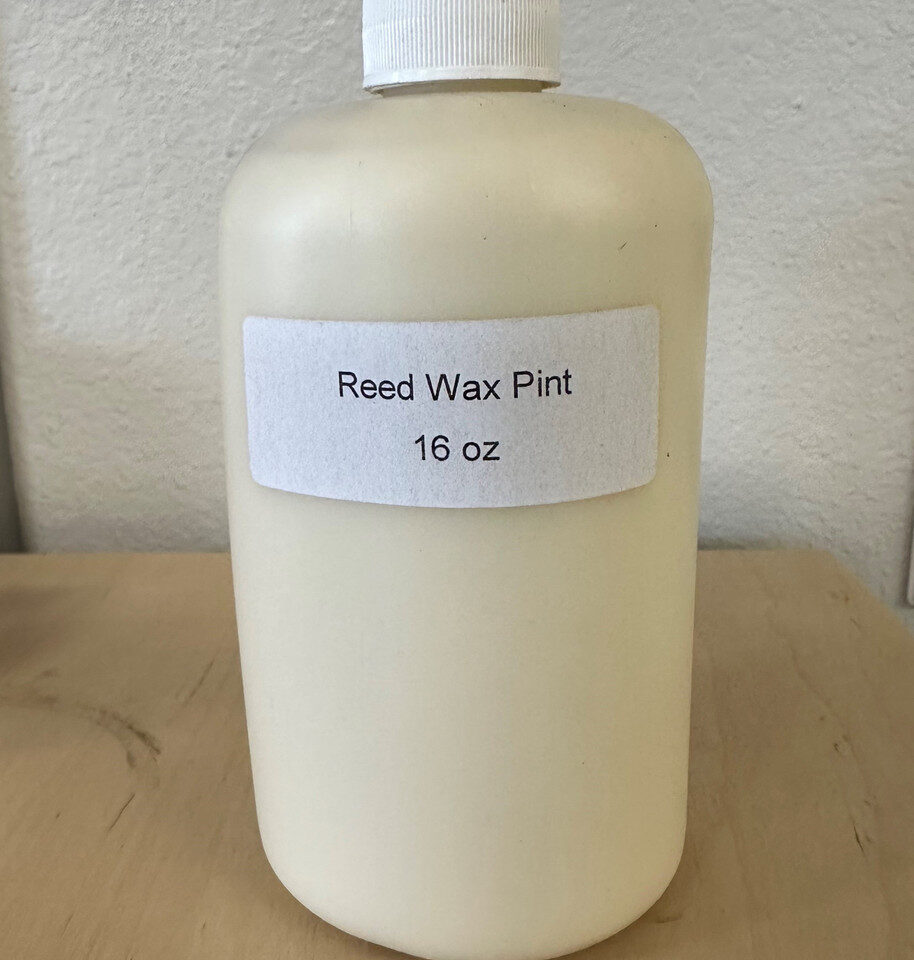 Reed Wax Pint
16 oz